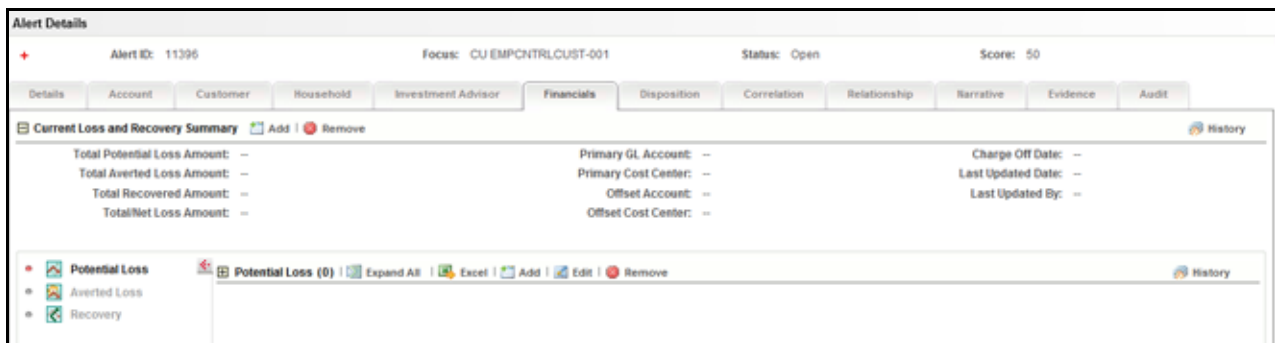 Alert Details
+ Alert ID: 11396 Focus: CU EMPCNTRLCUST-001 Status: Open Score: 50
Details Account Customer Household Investment Advisor Financials Disposition Correlation Relationship Narrative Evidence Audit
Current Loss and Recovery Summary Add | Remove History
Total Potential Loss Amount: -- Primary GL Account: -- Charge Off Date: --
Total Averted Loss Amount: -- Primary Cost Center: -- Last Updated Date: --
Total Recovered Amount: -- Offset Account: -- Last Updated By: --
Total/Net Loss Amount: -- Offset Cost Center: --
Potential Loss Potential Loss (0) | Expand All | Excel | Add | Edit | Remove History
Averted Loss
Recovery